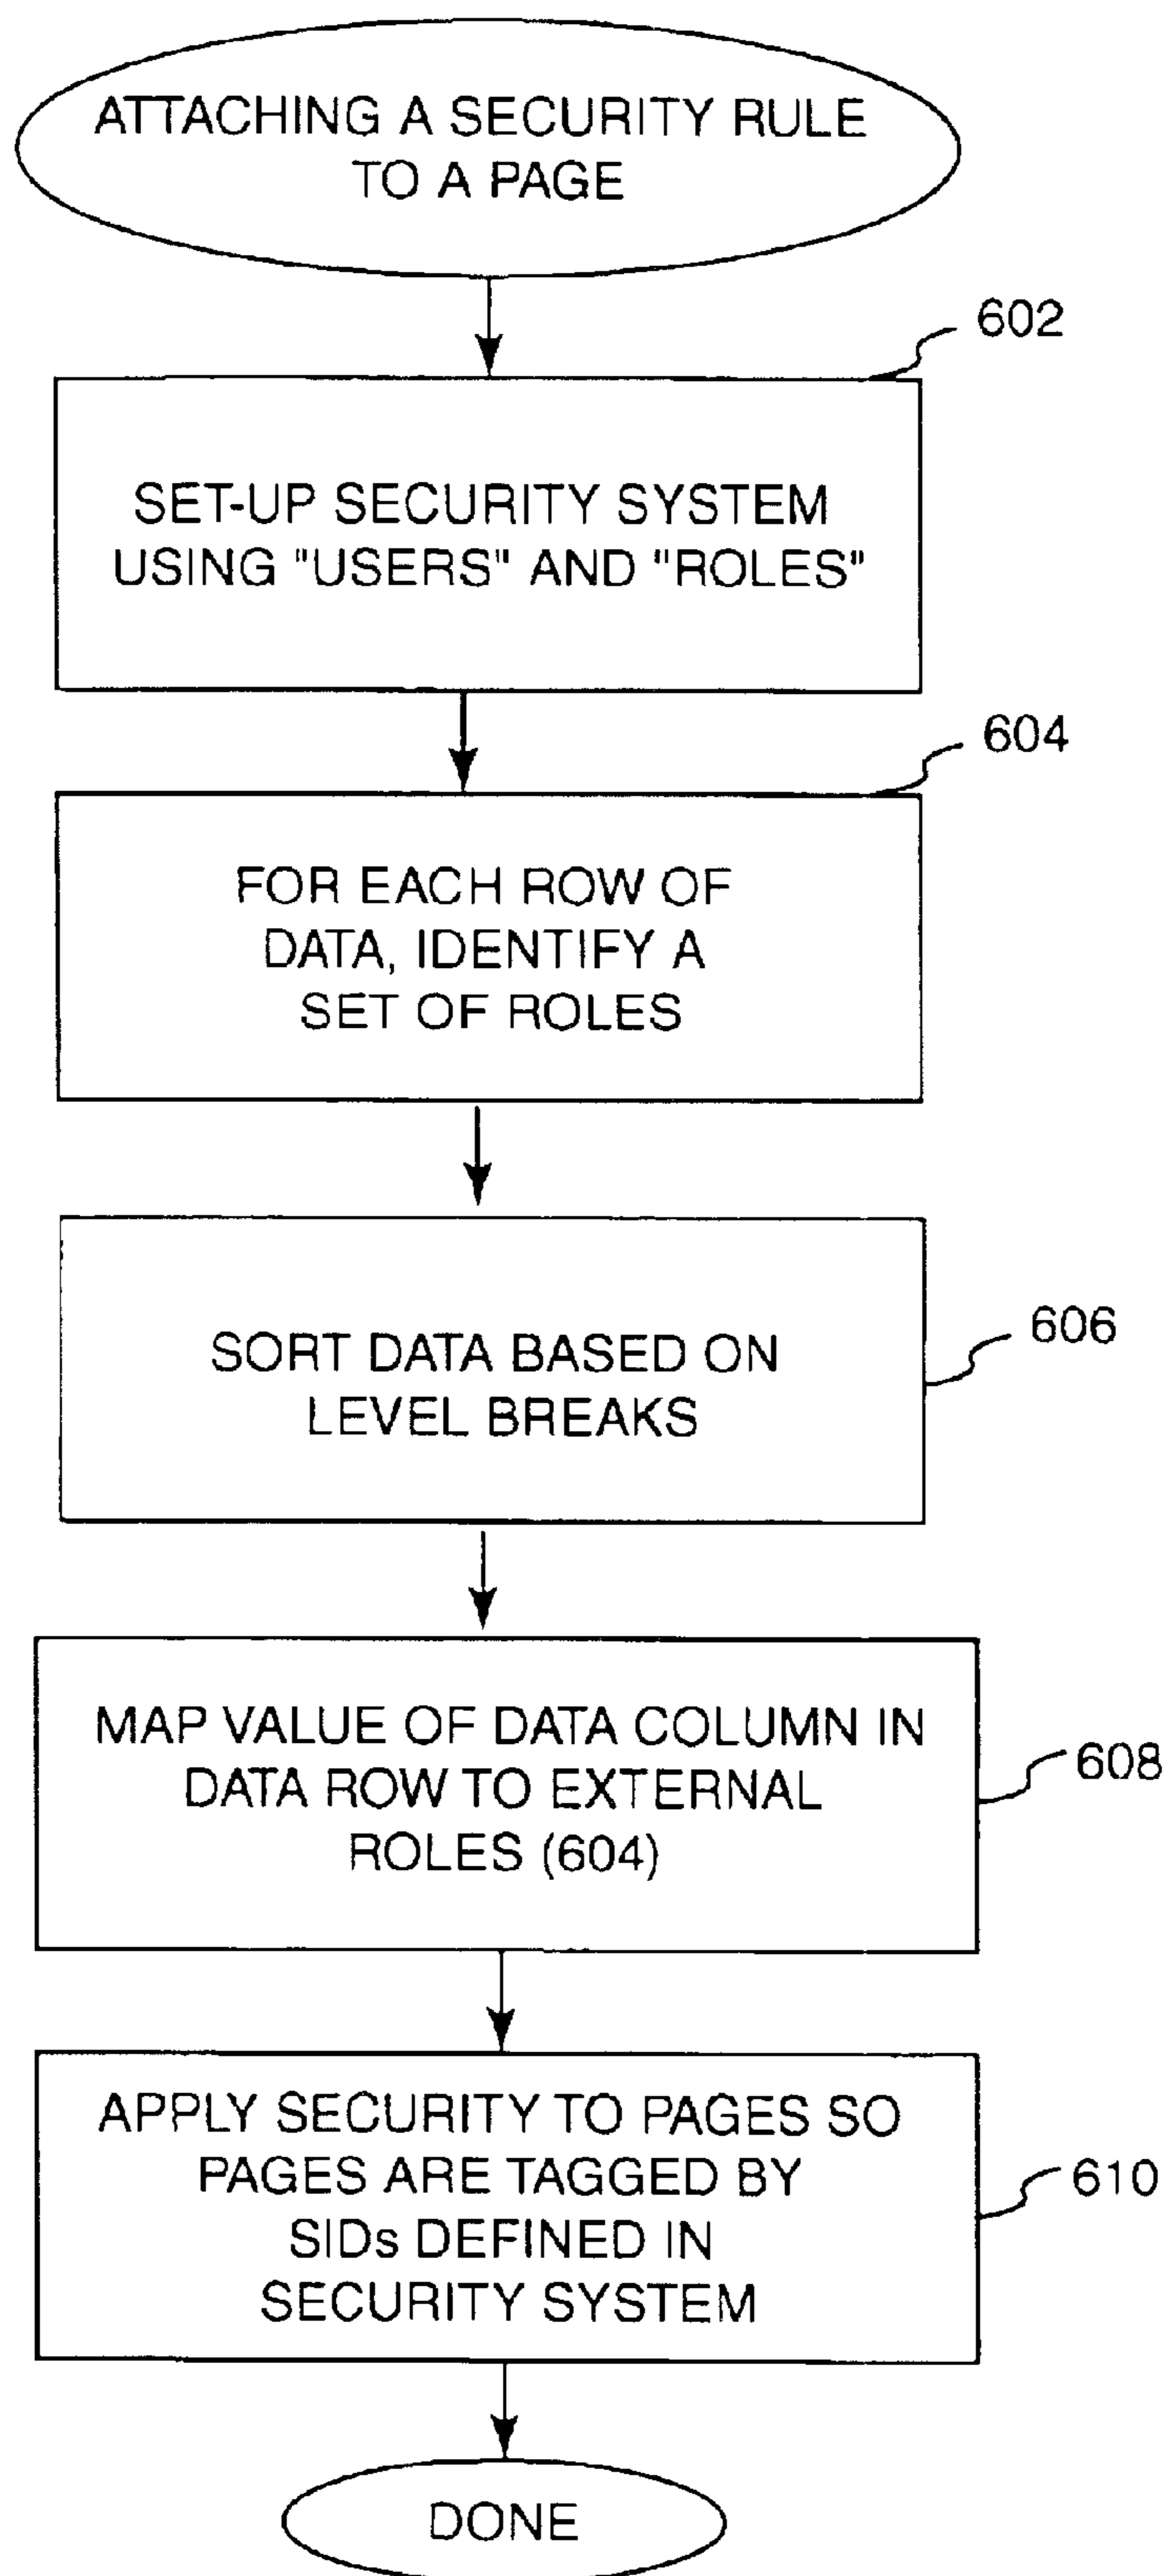 ATTACHING A SECURITY RULE
TO A PAGE
602
SET-UP SECURITY SYSTEM
USING "USERS" AND "ROLES"
604
FOR EACH ROW OF
DATA, IDENTIFY A
SET OF ROLES
606
SORT DATA BASED ON
LEVEL BREAKS
MAP VALUE OF DATA COLUMN IN
DATA ROW TO EXTERNAL
ROLES (604)
608
APPLY SECURITY TO PAGES SO
PAGES ARE TAGGED BY
SIDs DEFINED IN
SECURITY SYSTEM
610
DONE